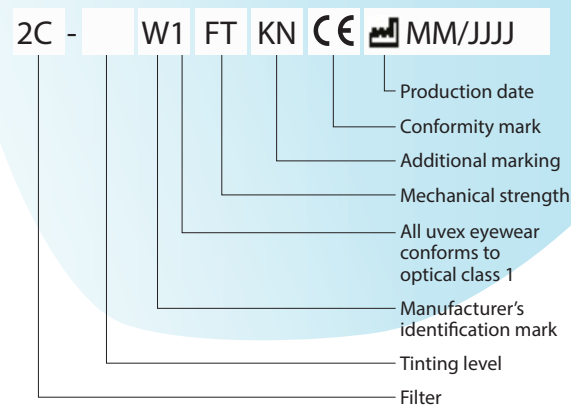 2C - W1 FT KN CE MM/JJJJ
Production date
Conformity mark
Additional marking
Mechanical strength
All uvex eyewear
conforms to
optical class 1
Manufacturer's
identification mark
Tinting level
Filter